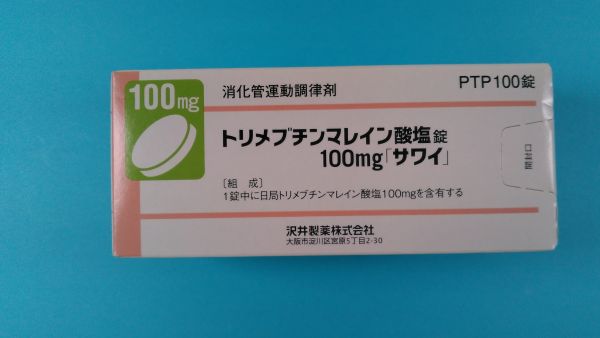 100mg
消化管運動調律剤
PTP100錠
トリメブチンマレイン酸塩錠
100mg「サワイ」
〔組 成〕
1錠中に日局トリメブチンマレイン酸塩100mgを含有する
開封口
沢井製薬株式会社
大阪市淀川区宮原5丁目2-30